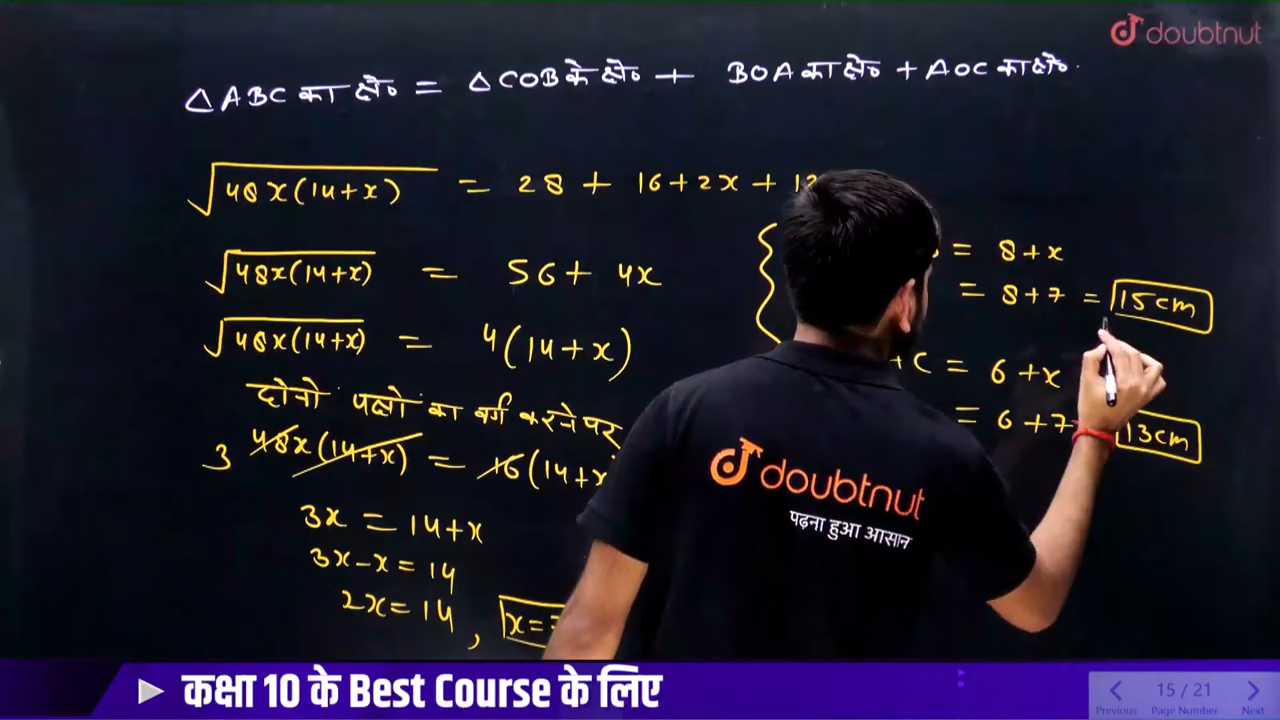 doubtnut
△ABC का क्षे० = △COB के क्षे० + BOA का क्षे० + AOC का क्षे०
√48x(14+x) = 28 + 16+2x + 12
√48x(14+x) = 56+ 4x
√48x(14+x) = 4(14+x)
दोनो पक्षो का वर्ग करने पर
3 48x(14+x) = 16(14+x
3x = 14+x
3x-x = 14
2x= 14 , x=
= 8+x
= 8+7 = 15cm
+C = 6 +x
= 6+7 13cm
doubtnut
पढ़ना हुआ आसान
कक्षा 10 के Best Course के लिए
15 / 21
Previous Page Number Next